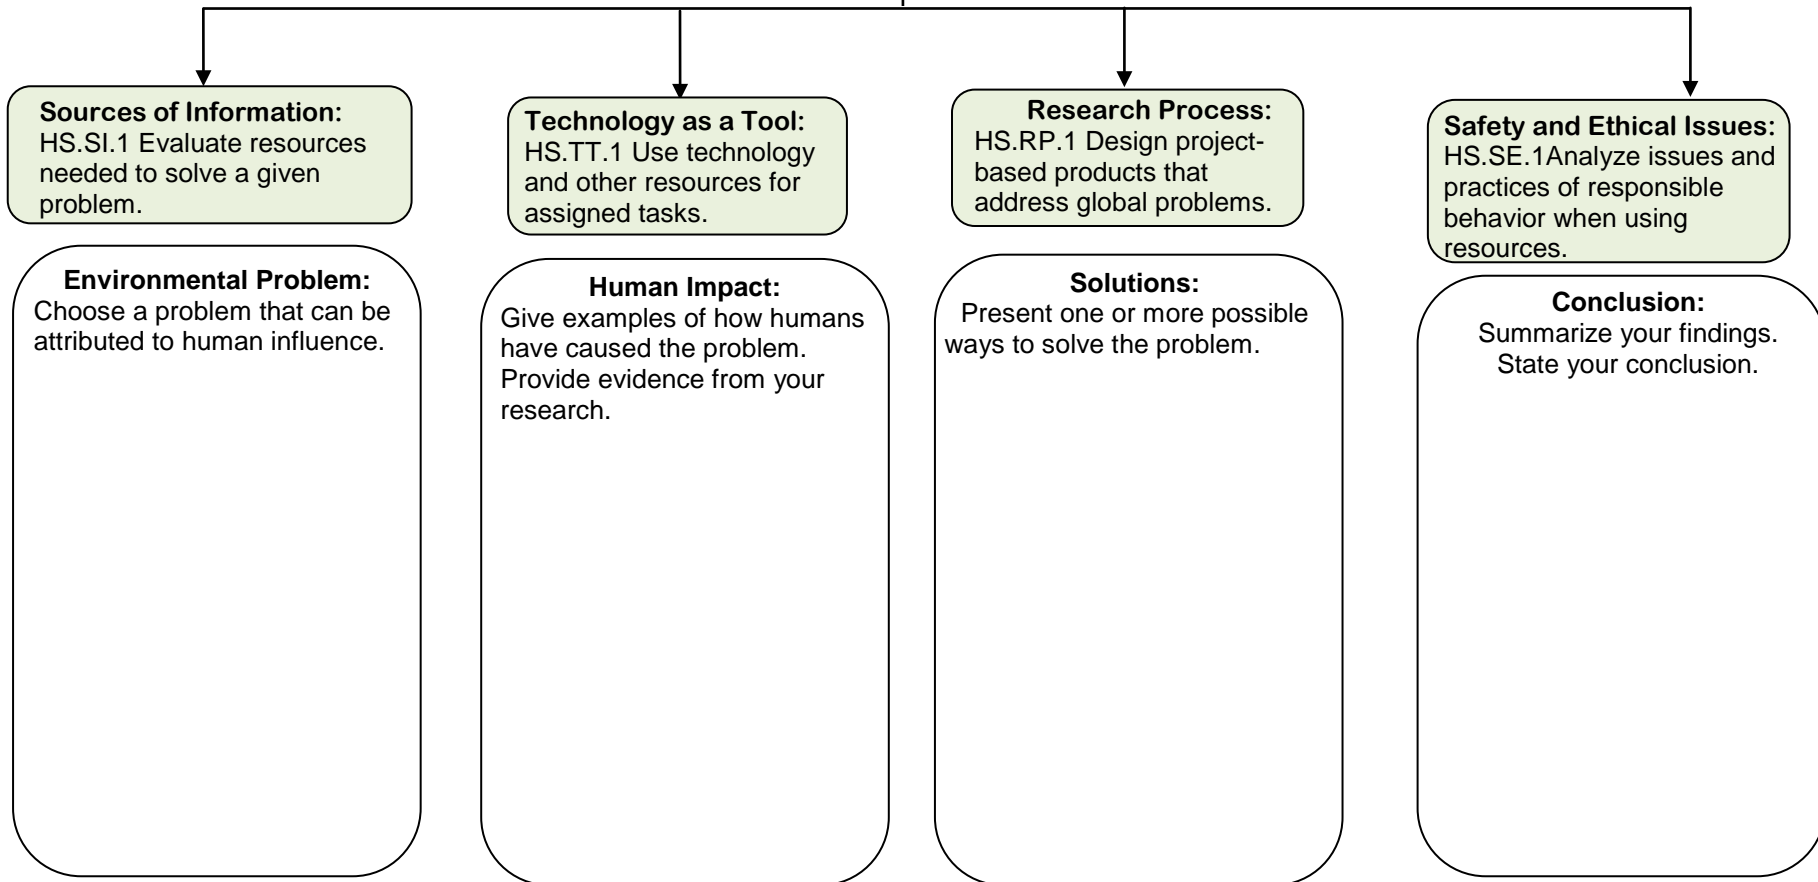 Sources of Information:
HS.SI.1 Evaluate resources
needed to solve a given
problem.
Technology as a Tool:
HS.TT.1 Use technology
and other resources for
assigned tasks.
Research Process:
HS.RP.1 Design project-
based products that
address global problems.
Safety and Ethical Issues:
HS.SE.1Analyze issues and
practices of responsible
behavior when using
resources.
Environmental Problem:
Choose a problem that can be
attributed to human influence.
Human Impact:
Give examples of how humans
have caused the problem.
Provide evidence from your
research.
Solutions:
Present one or more possible
ways to solve the problem.
Conclusion:
Summarize your findings.
State your conclusion.